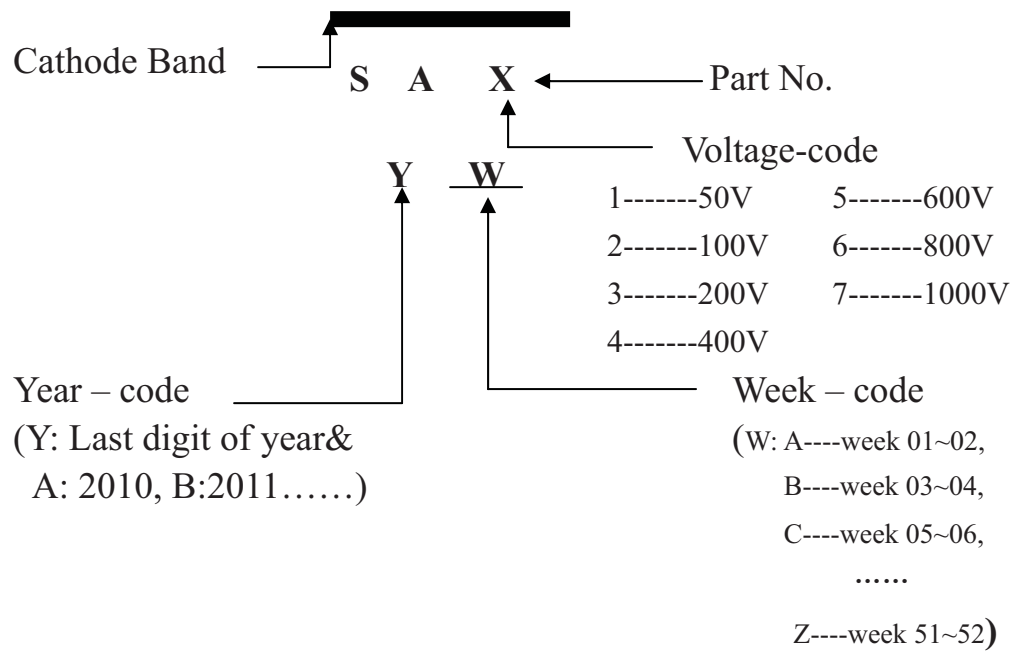 Cathode Band
S A X
Part No.
Voltage-code
Y W
1-------50V 5-------600V
2-------100V 6-------800V
3-------200V 7-------1000V
4-------400V
Year – code
(Y: Last digit of year&
A: 2010, B:2011……)
Week – code
(W: A----week 01~02,
B----week 03~04,
C----week 05~06,
……
Z----week 51~52)